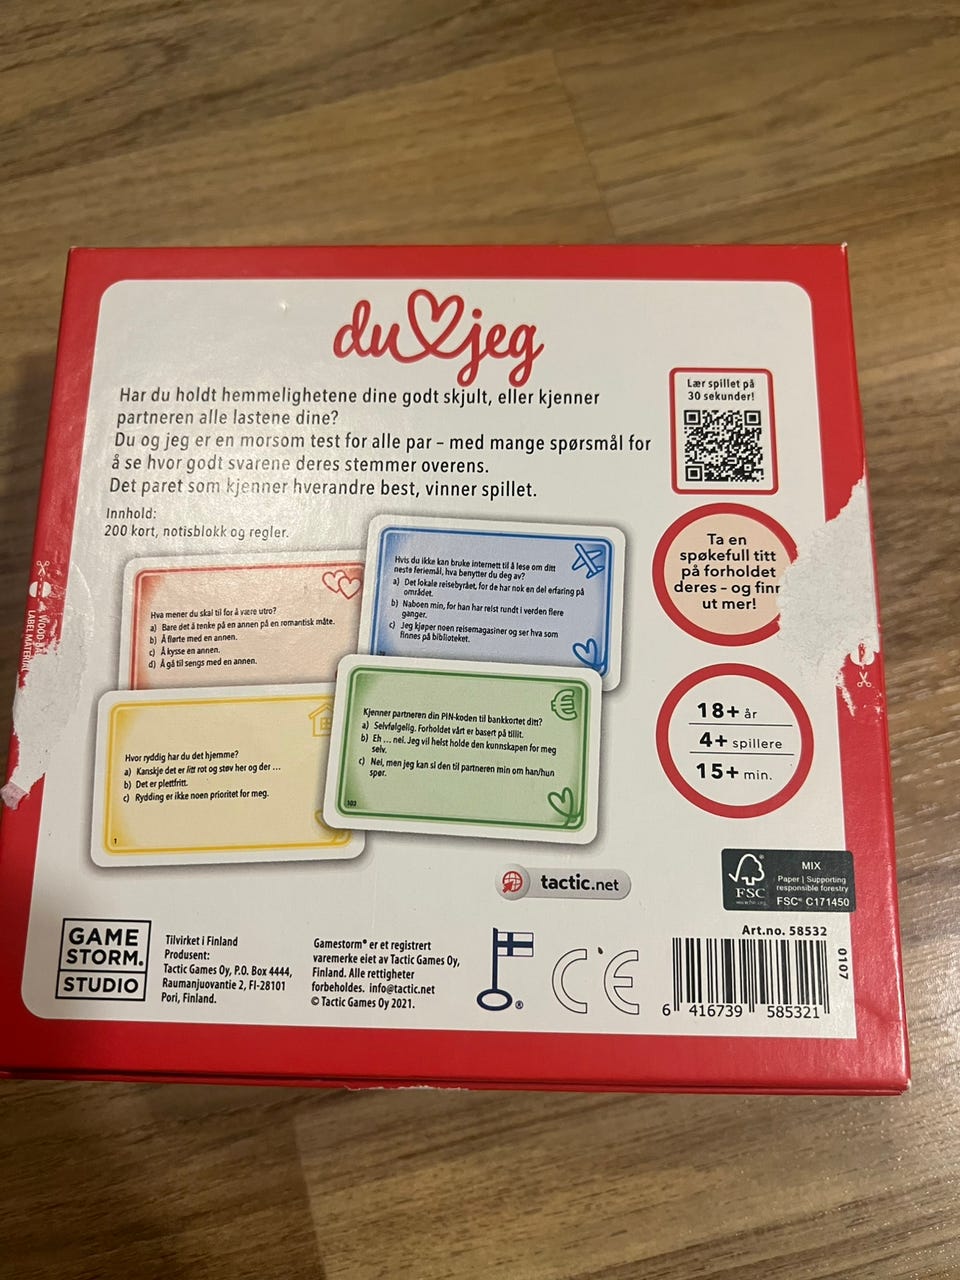 du jeg
Har du holdt hemmelighetene dine godt skjult, eller kjenner
partneren alle lastene dine?
Du og jeg er en morsom test for alle par – med mange spørsmål for
å se hvor godt svarene deres stemmer overens.
Det paret som kjenner hverandre best, vinner spillet.
Innhold:
200 kort, notisblokk og regler.
Lær spillet på
30 sekunder!
Ta en
spøkefull titt
på forholdet
deres – og finn
ut mer!
18+ år
4+ spillere
15+ min.
Hva mener du skal til for å være utro?
a) Bare det å tenke på en annen på en romantisk måte.
b) Å flørte med en annen.
c) Å kysse en annen.
d) Å gå til sengs med en annen.
Hvis du ikke kan bruke internett til å lese om ditt
neste feriemål, hva benytter du deg av?
a) Det lokale reisebyrået, for de har nok en del erfaring på
området.
b) Naboen min, for han har reist rundt i verden flere
ganger.
c) Jeg kjøper noen reisemagasiner og ser hva som
finnes på biblioteket.
Hvor ryddig har du det hjemme?
a) Kanskje det er litt rot og støv her og der ...
b) Det er plettfritt.
c) Rydding er ikke noen prioritet for meg.
1
Kjenner partneren din PIN-koden til bankkortet ditt?
a) Selvfølgelig. Forholdet vårt er basert på tillit.
b) Eh ... nei. Jeg vil helst holde den kunnskapen for meg
selv.
c) Nei, men jeg kan si den til partneren min om han/hun
spør.
103
tactic.net
FSC
www.fsc.org
MIX
Paper | Supporting
responsible forestry
FSC® C171450
GAME
STORM.
STUDIO
Tilvirket i Finland
Produsent:
Tactic Games Oy, P.O. Box 4444,
Raumanjuovantie 2, FI-28101
Pori, Finland.
Gamestorm® er et registrert
varemerke eiet av Tactic Games Oy,
Finland. Alle rettigheter
forbeholdes. info@tactic.net
© Tactic Games Oy 2021.
®
CE
Art.no. 58532
6 416739 585321
0107
LABEL MATERIAL